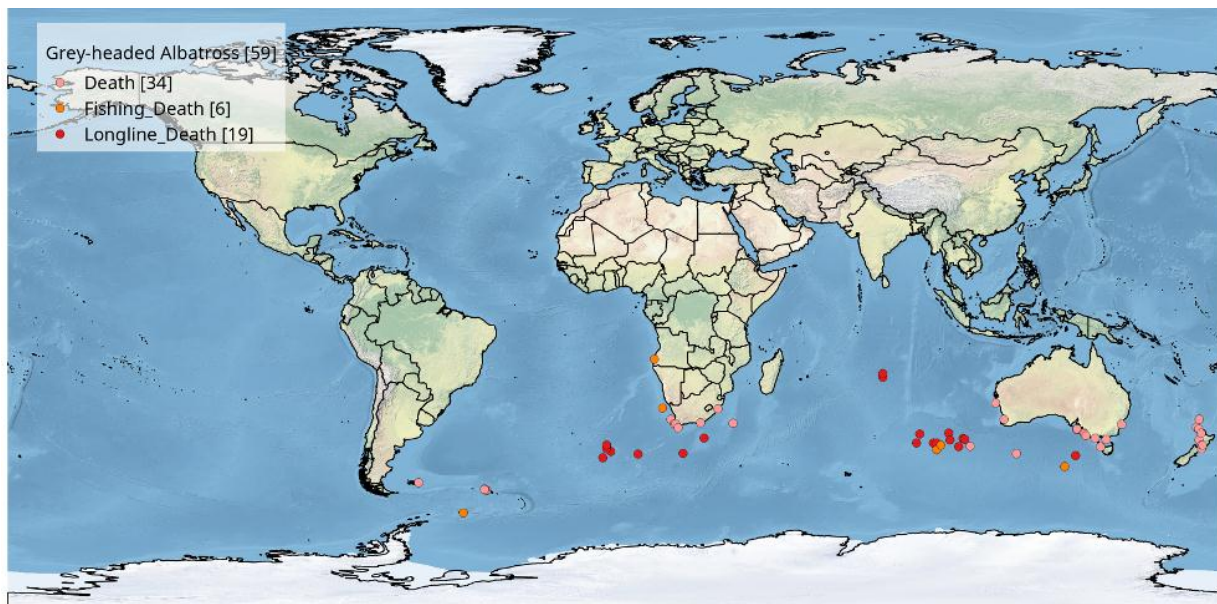 Grey-headed Albatross [59]
Death [34]
Fishing_Death [6]
Longline_Death [19]